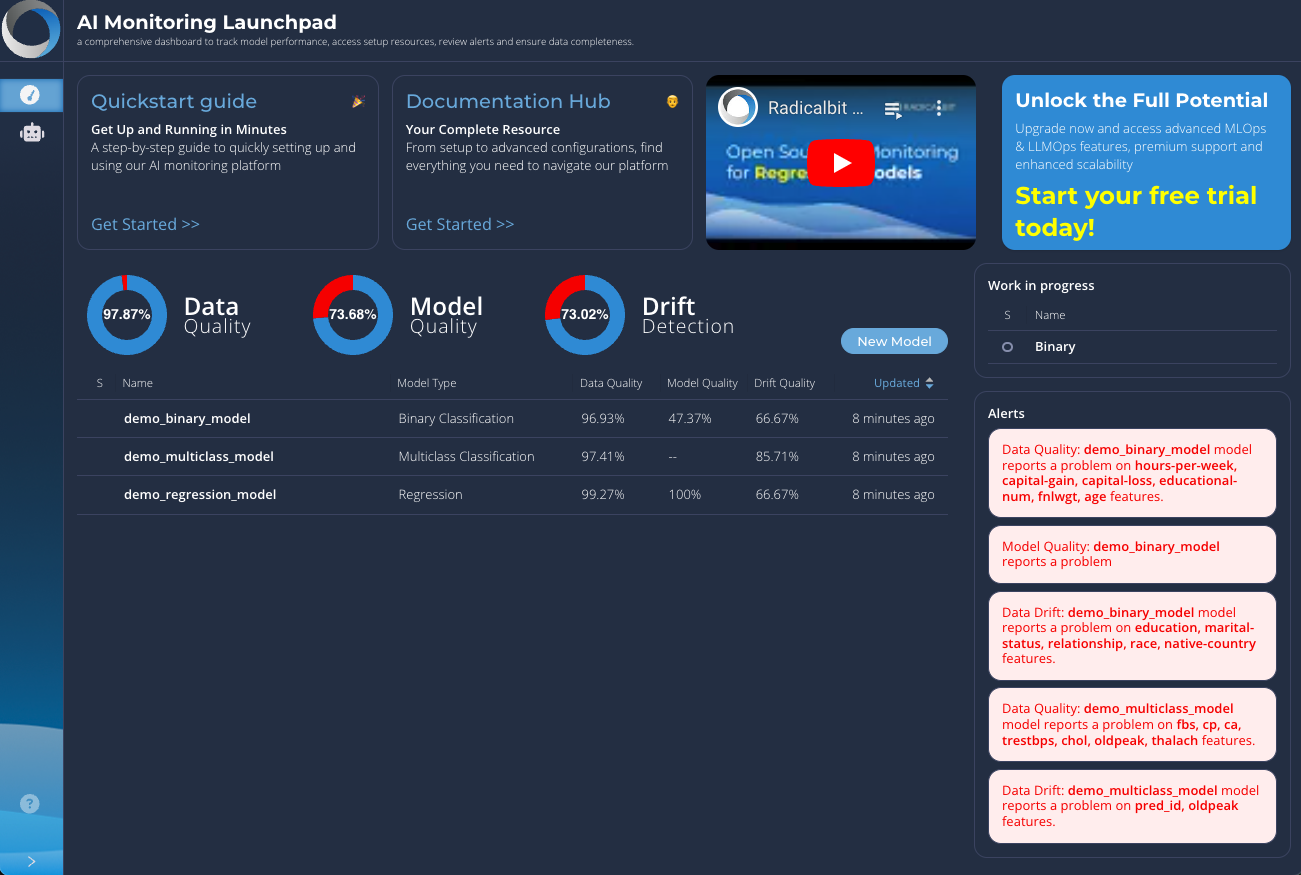 AI Monitoring Launchpad
a comprehensive dashboard to track model performance, access setup resources, review alerts and ensure data completeness.
Quickstart guide
Get Up and Running in Minutes
A step-by-step guide to quickly setting up and
using our AI monitoring platform
Get Started >>
Documentation Hub
Your Complete Resource
From setup to advanced configurations, find
everything you need to navigate our platform
Get Started >>
Radicalbit ...
Open Monitoring
for
Unlock the Full Potential
Upgrade now and access advanced MLOps
& LLMOps features, premium support and
enhanced scalability
Start your free trial
today!
97.87%
Data
Quality
73.68%
Model
Quality
73.02%
Drift
Detection
New Model
S Name Model Type Data Quality Model Quality Drift Quality Updated
demo_binary_model Binary Classification 96.93% 47.37% 66.67% 8 minutes ago
demo_multiclass_model Multiclass Classification 97.41% -- 85.71% 8 minutes ago
demo_regression_model Regression 99.27% 100% 66.67% 8 minutes ago
Work in progress
S Name
Binary
Alerts
Data Quality: demo_binary_model model
reports a problem on hours-per-week,
capital-gain, capital-loss, educational-
num, fnlwgt, age features.
Model Quality: demo_binary_model
reports a problem
Data Drift: demo_binary_model model
reports a problem on education, marital-
status, relationship, race, native-country
features.
Data Quality: demo_multiclass_model
model reports a problem on fbs, cp, ca,
trestbps, chol, oldpeak, thalach features.
Data Drift: demo_multiclass_model model
reports a problem on pred_id, oldpeak
features.
?